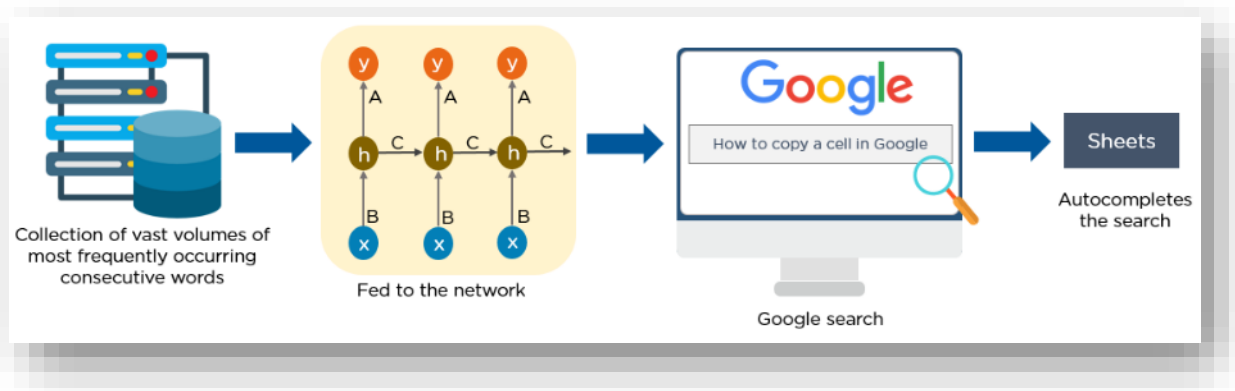 Collection of vast volumes of
most frequently occurring
consecutive words
y y y
A A A
h C h C h C
B B B
x x x
Fed to the network
Google
How to copy a cell in Google
Google search
Sheets
Autocompletes
the search